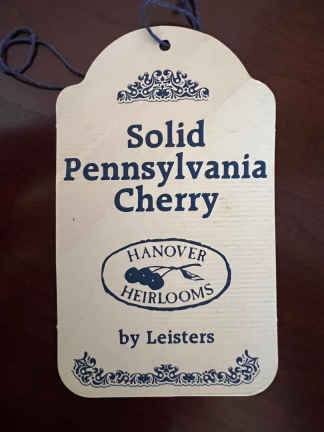 Solid
Pennsylvania
Cherry
HANOVER
HEIRLOOMS
by Leisters